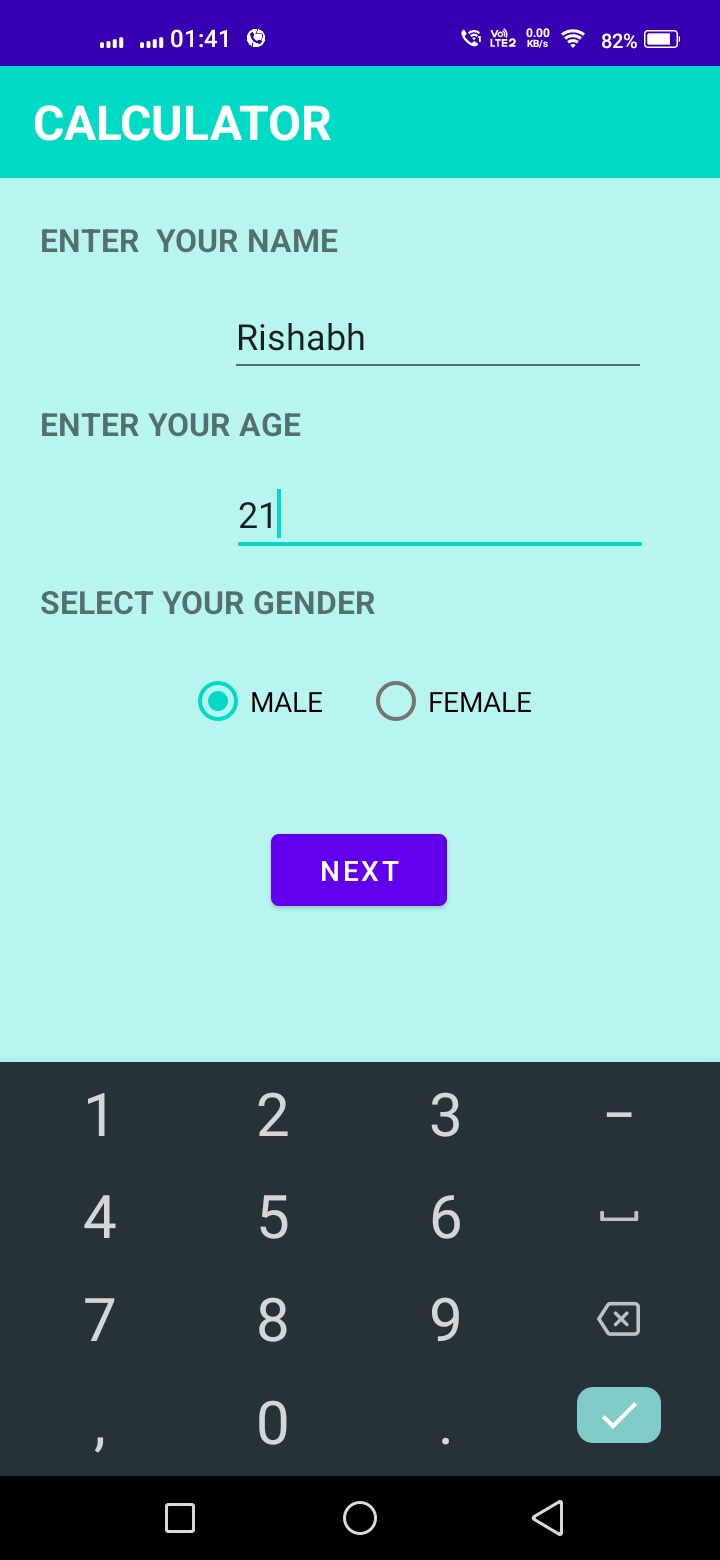 01:41 Vo) LTE2 0.00 KB/s 82%
CALCULATOR
ENTER YOUR NAME
Rishabh
ENTER YOUR AGE
21
SELECT YOUR GENDER
MALE FEMALE
NEXT
1 2 3 −
4 5 6
7 8 9
, 0 .